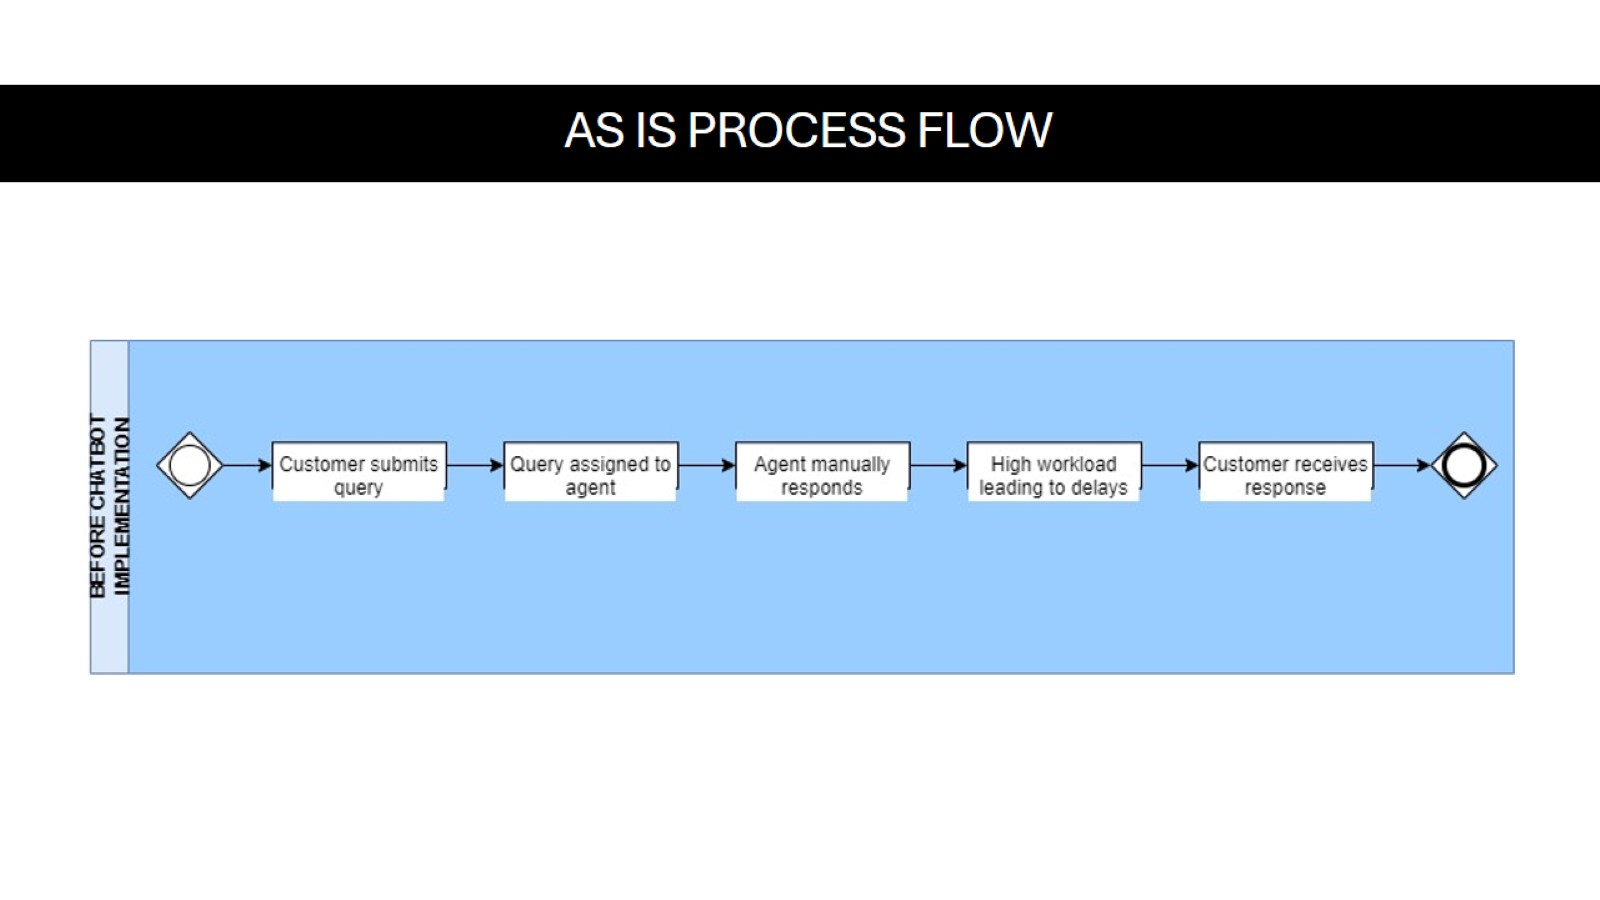 AS IS PROCESS FLOW
BEFORE CHATBOT
IMPLEMENTATION
Customer submits
query
Query assigned to
agent
Agent manually
responds
High workload
leading to delays
Customer receives
response